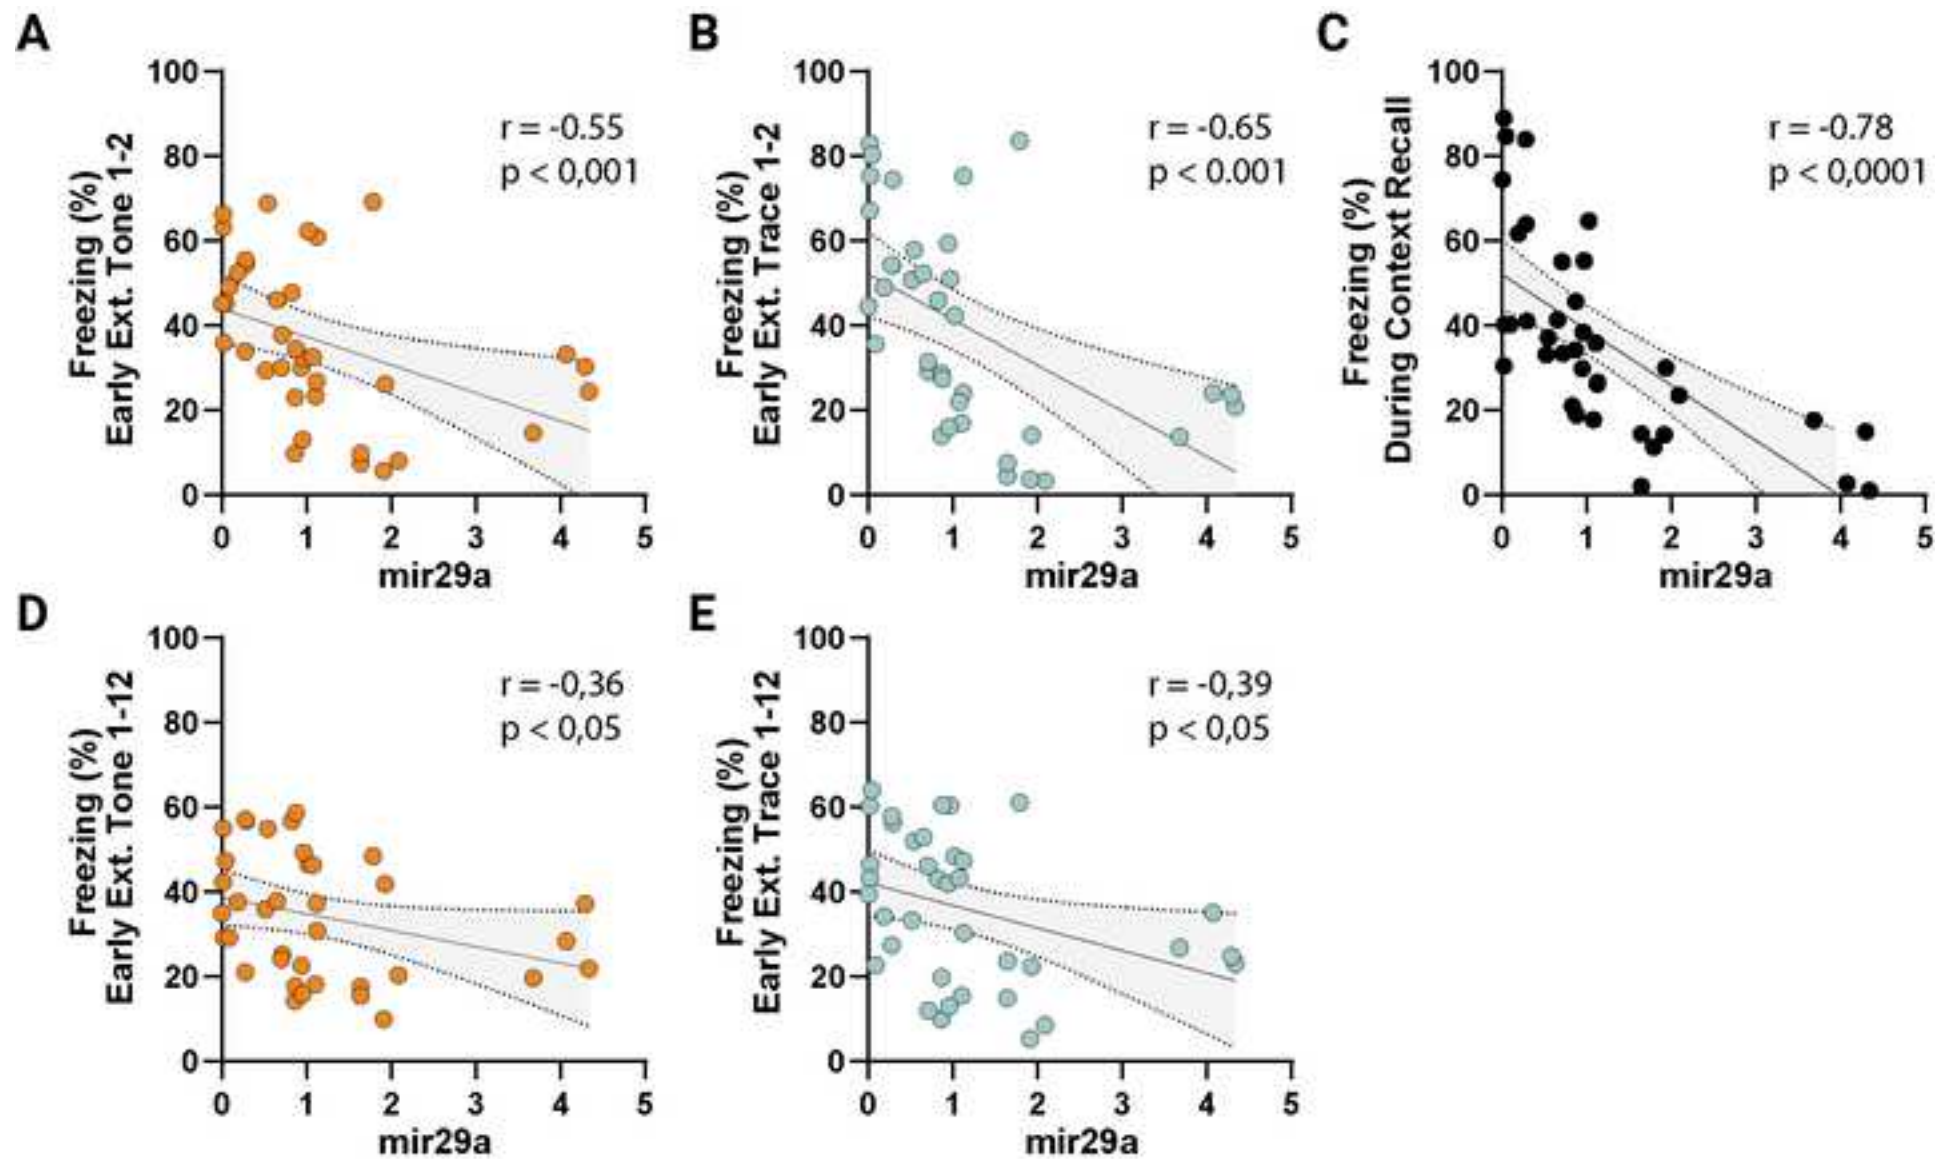 A
Freezing (%)
Early Ext. Tone 1-2
100
80
60
40
20
0
r = -0.55
p < 0,001
0 1 2 3 4 5
mir29a
B
Freezing (%)
Early Ext. Trace 1-2
100
80
60
40
20
0
r = -0.65
p < 0.001
0 1 2 3 4 5
mir29a
C
Freezing (%)
During Context Recall
100
80
60
40
20
0
r = -0.78
p < 0,0001
0 1 2 3 4 5
mir29a
D
Freezing (%)
Early Ext. Tone 1-12
100
80
60
40
20
0
r = -0,36
p < 0,05
0 1 2 3 4 5
mir29a
E
Freezing (%)
Early Ext. Trace 1-12
100
80
60
40
20
0
r = -0,39
p < 0,05
0 1 2 3 4 5
mir29a